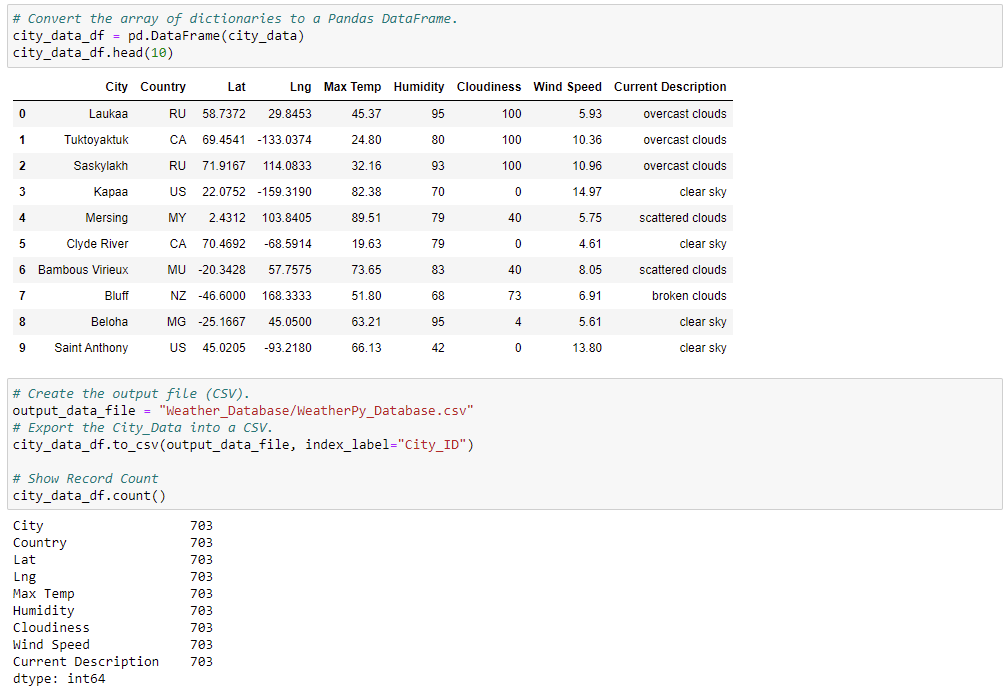 # Convert the array of dictionaries to a Pandas DataFrame.
city_data_df = pd.DataFrame(city_data)
city_data_df.head(10)
City Country Lat Lng Max Temp Humidity Cloudiness Wind Speed Current Description
0 Laukaa RU 58.7372 29.8453 45.37 95 100 5.93 overcast clouds
1 Tuktoyaktuk CA 69.4541 -133.0374 24.80 80 100 10.36 overcast clouds
2 Saskylakh RU 71.9167 114.0833 32.16 93 100 10.96 overcast clouds
3 Kapaa US 22.0752 -159.3190 82.38 70 0 14.97 clear sky
4 Mersing MY 2.4312 103.8405 89.51 79 40 5.75 scattered clouds
5 Clyde River CA 70.4692 -68.5914 19.63 79 0 4.61 clear sky
6 Bambous Virieux MU -20.3428 57.7575 73.65 83 40 8.05 scattered clouds
7 Bluff NZ -46.6000 168.3333 51.80 68 73 6.91 broken clouds
8 Beloha MG -25.1667 45.0500 63.21 95 4 5.61 clear sky
9 Saint Anthony US 45.0205 -93.2180 66.13 42 0 13.80 clear sky
# Create the output file (CSV).
output_data_file = "Weather_Database/WeatherPy_Database.csv"
# Export the City_Data into a CSV.
city_data_df.to_csv(output_data_file, index_label="City_ID")
# Show Record Count
city_data_df.count()
City 703
Country 703
Lat 703
Lng 703
Max Temp 703
Humidity 703
Cloudiness 703
Wind Speed 703
Current Description 703
dtype: int64